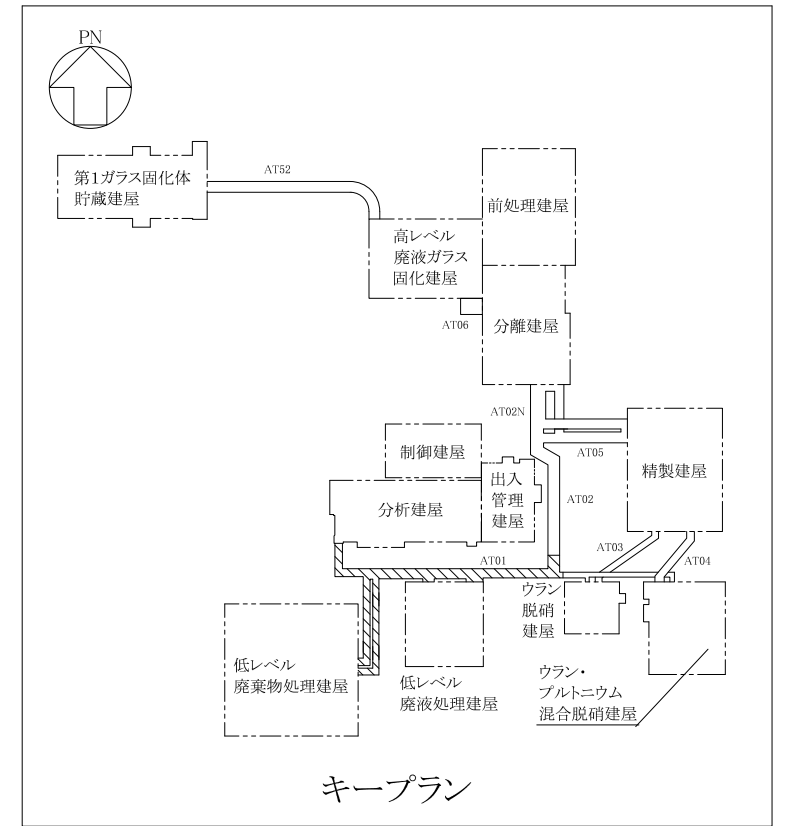 PN
第1ガラス固化体
貯蔵建屋
AT52
前処理建屋
高レベル
廃液ガラス
固化建屋
AT06
分離建屋
AT02N
制御建屋
出入
管理
建屋
分析建屋
AT05
精製建屋
AT02
AT01
AT03
AT04
ウラン
脱硝
建屋
低レベル
廃棄物処理建屋
低レベル
廃液処理建屋
ウラン・
プルトニウム
混合脱硝建屋
キープラン